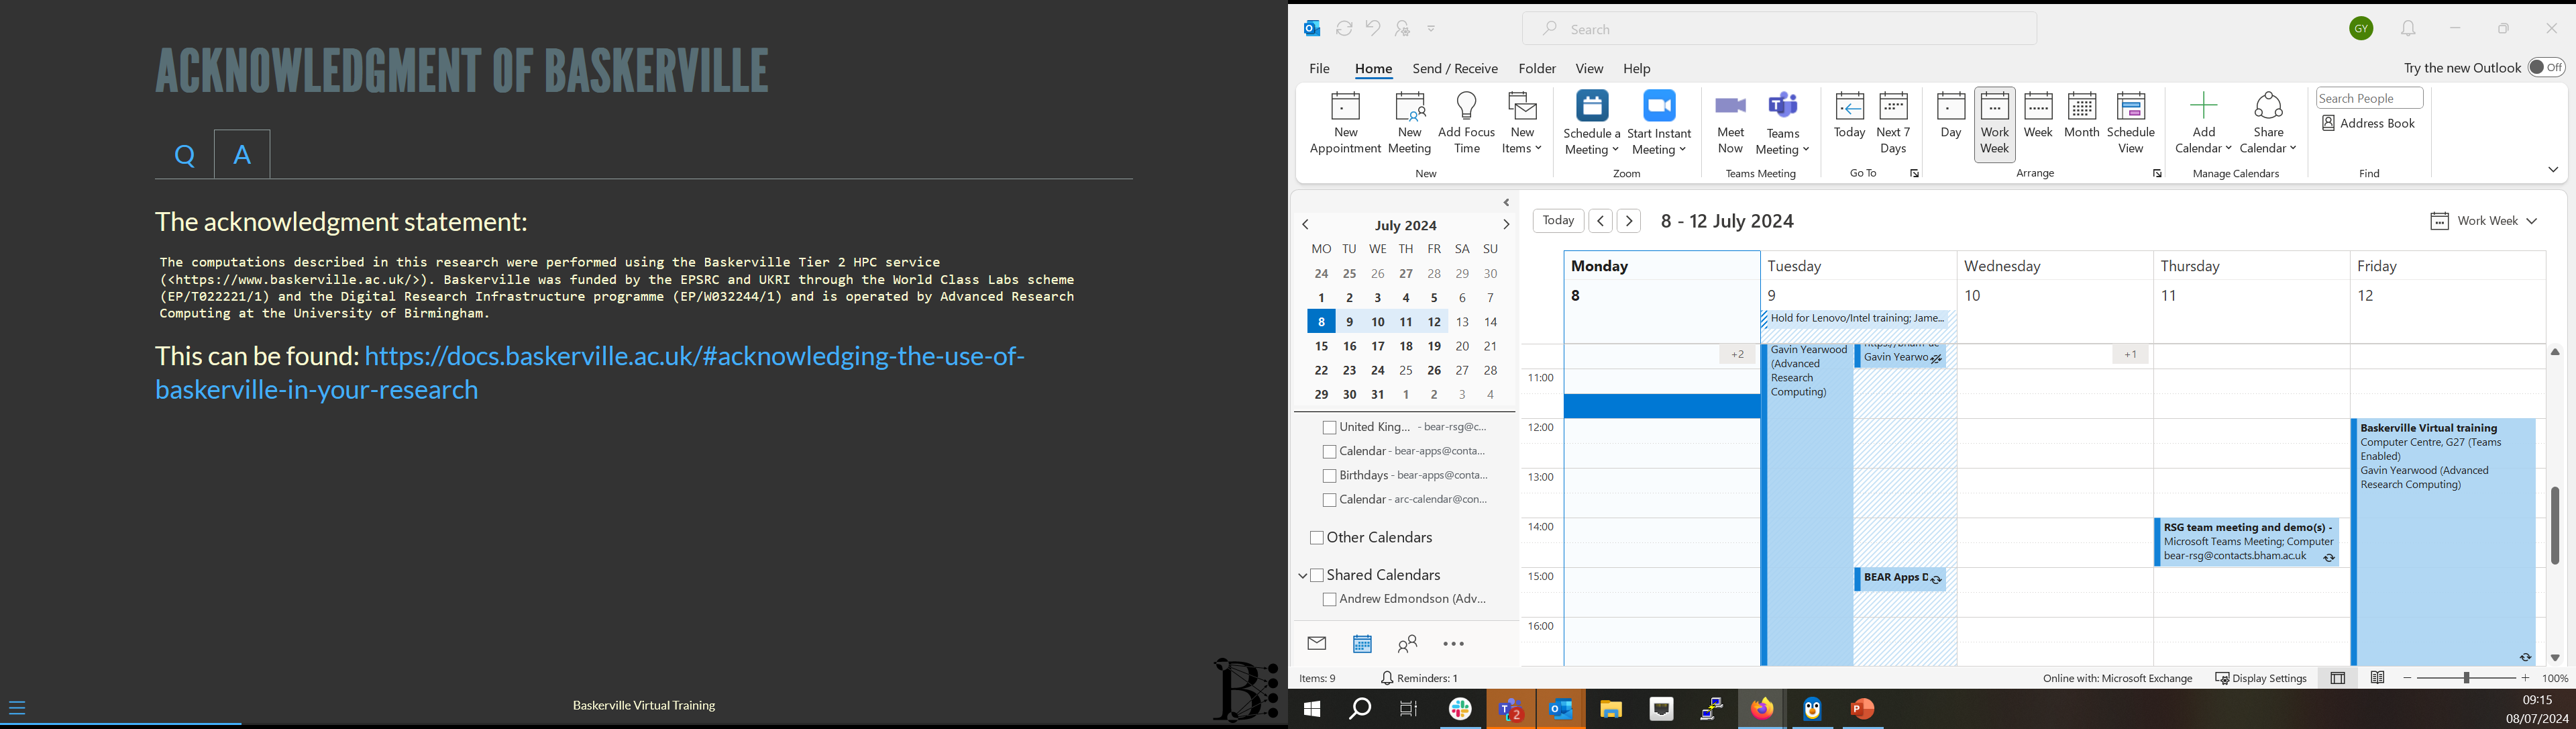 ACKNOWLEDGMENT OF BASKERVILLE
Q A
The acknowledgment statement:
The computations described in this research were performed using the Baskerville Tier 2 HPC service
(<https://www.baskerville.ac.uk/>). Baskerville was funded by the EPSRC and UKRI through the World Class Labs scheme
(EP/T022221/1) and the Digital Research Infrastructure programme (EP/W032244/1) and is operated by Advanced Research
Computing at the University of Birmingham.
This can be found: https://docs.baskerville.ac.uk/#acknowledging-the-use-of-
baskerville-in-your-research
Baskerville Virtual Training
B
Search
GY
File Home Send / Receive Folder View Help
Try the new Outlook Off
New Appointment
New Meeting
Add Focus Time
New Items
New
Schedule a Meeting
Start Instant Meeting
Zoom
Meet Now
Teams Meeting
Teams Meeting
Today
Next 7 Days
Go To
Day
Work Week
Week
Month
Schedule View
Arrange
Add Calendar
Share Calendar
Manage Calendars
Search People
Address Book
Find
July 2024
MO TU WE TH FR SA SU
24 25 26 27 28 29 30
1 2 3 4 5 6 7
8 9 10 11 12 13 14
15 16 17 18 19 20 21
22 23 24 25 26 27 28
29 30 31 1 2 3 4
United King... - bear-rsg@c...
Calendar - bear-apps@conta...
Birthdays - bear-apps@conta...
Calendar - arc-calendar@con...
Other Calendars
Shared Calendars
Andrew Edmondson (Adv...
Today
8 - 12 July 2024
Work Week
Monday Tuesday Wednesday Thursday Friday
8 9 10 11 12
Hold for Lenovo/Intel training; Jame...
+2
+1
Gavin Yearwood
(Advanced
Research
Computing)
Gavin Yearwo
11:00
12:00
13:00
14:00
15:00
16:00
BEAR Apps D
RSG team meeting and demo(s) -
Microsoft Teams Meeting; Computer
bear-rsg@contacts.bham.ac.uk
Baskerville Virtual training
Computer Centre, G27 (Teams
Enabled)
Gavin Yearwood (Advanced
Research Computing)
Items: 9
Reminders: 1
Online with: Microsoft Exchange
Display Settings
100%
2
09:15
08/07/2024